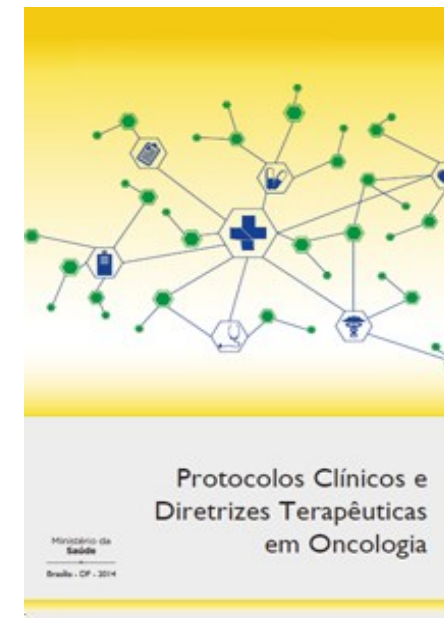 Protocolos Clínicos e
Diretrizes Terapêuticas
em Oncologia
Ministério da
Saúde
Brasília - DF - 2014